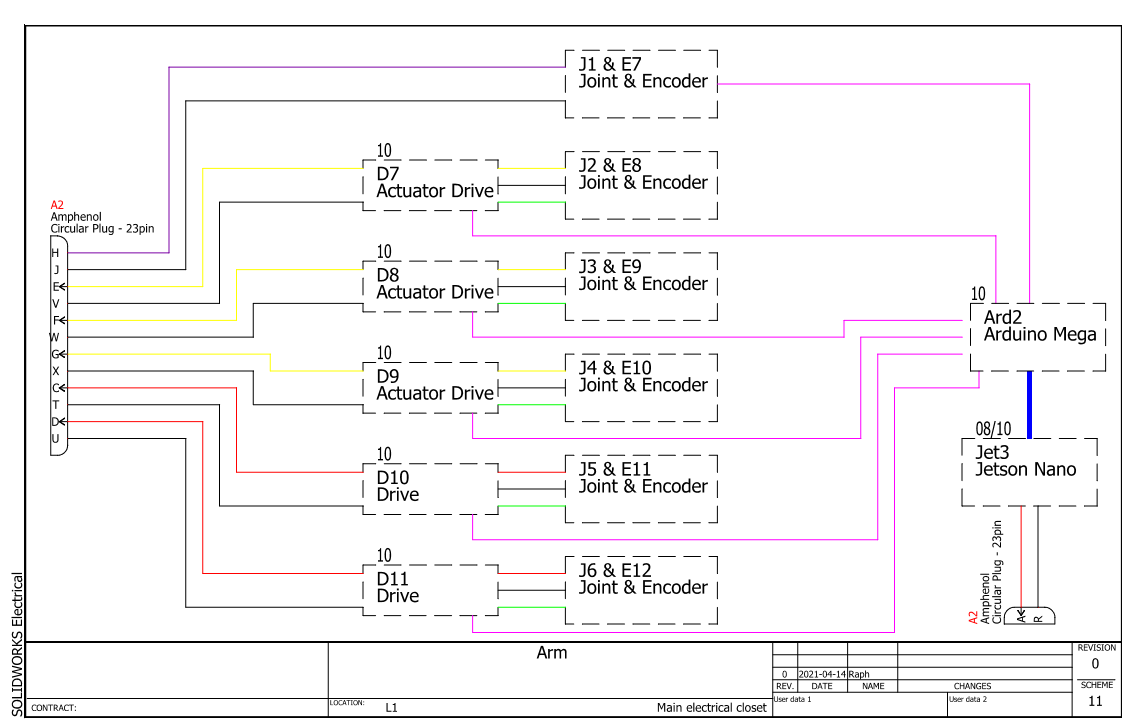 J1 & E7
Joint & Encoder
10
D7
Actuator Drive
J2 & E8
Joint & Encoder
A2
Amphenol
Circular Plug - 23pin
H
J
E
V
F
W
G
X
C
T
D
U
10
D8
Actuator Drive
J3 & E9
Joint & Encoder
10
D9
Actuator Drive
J4 & E10
Joint & Encoder
10
D10
Drive
J5 & E11
Joint & Encoder
10
D11
Drive
J6 & E12
Joint & Encoder
10
Ard2
Arduino Mega
08/10
Jet3
Jetson Nano
A2
Amphenol
Circular Plug - 23pin
A
R
SOLIDWORKS Electrical
Arm
CONTRACT:
LOCATION:
L1
Main electrical closet
0 2021-04-14 Raph
REV. DATE NAME CHANGES
User data 1
User data 2
REVISION
0
SCHEME
11